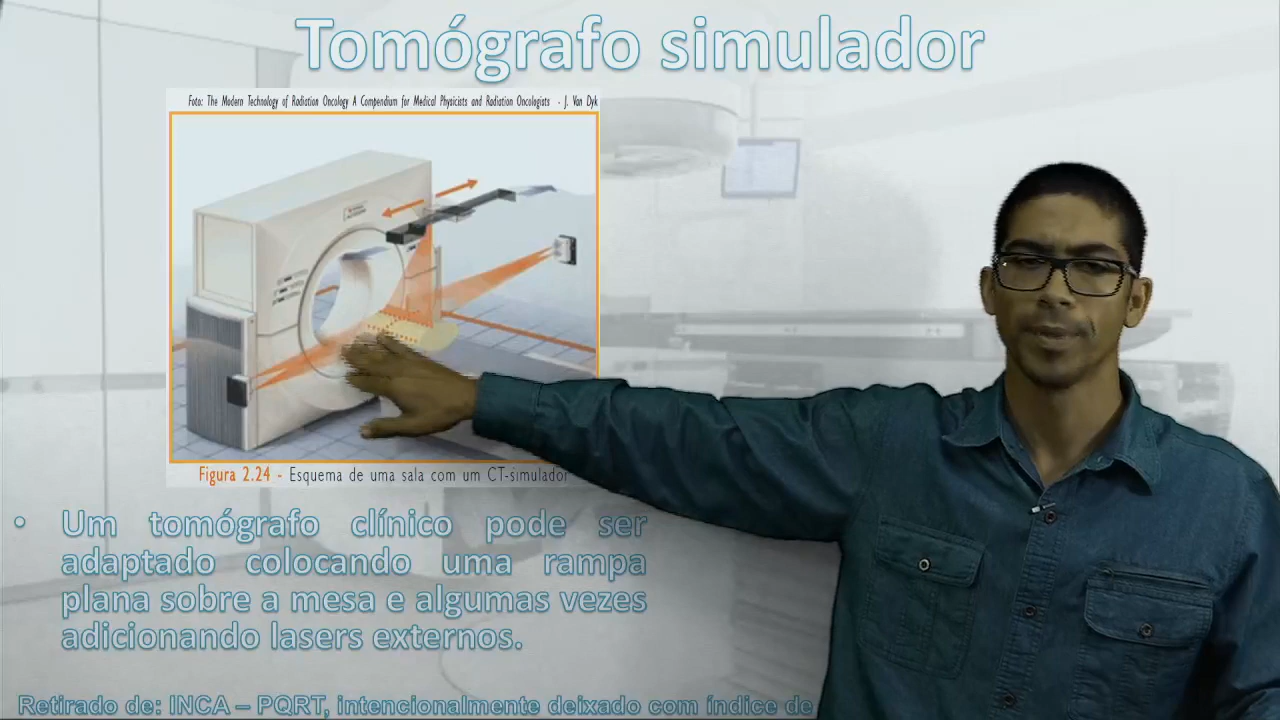 Tomógrafo simulador
Foto: The Modern Technology of Radiation Oncology A Compendium for Medical Physicists and Radiation Oncologists - J. Van Dyk
Figura 2.24 - Esquema de uma sala com um CT-simulador
• Um tomógrafo clínico pode ser
adaptado colocando uma rampa
plana sobre a mesa e algumas vezes
adicionando lasers externos.
Retirado de: INCA – PQRT, intencionalmente deixado com índice de